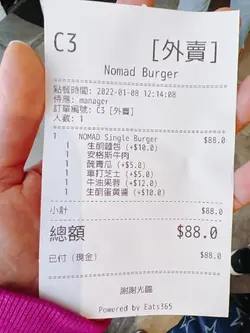 C3 [外賣]
Nomad Burger
點餐時間: 2022-01-08 12:14:08
侍應: manager
訂單編號: C3 [外賣]
人數: 1
1 NOMAD Single Burger $88.0
1 生酮麵包 (+$10.0)
1 安格斯牛肉
1 酸青瓜 (+$5.0)
1 車打芝士 (+$5.0)
1 牛油果蓉 (+$12.0)
1 生酮蛋黃醬 (+$10.0)
小計 $88.0
總額 $88.0
已付 (現金) $88.0
謝謝光臨
Powered by Eats365